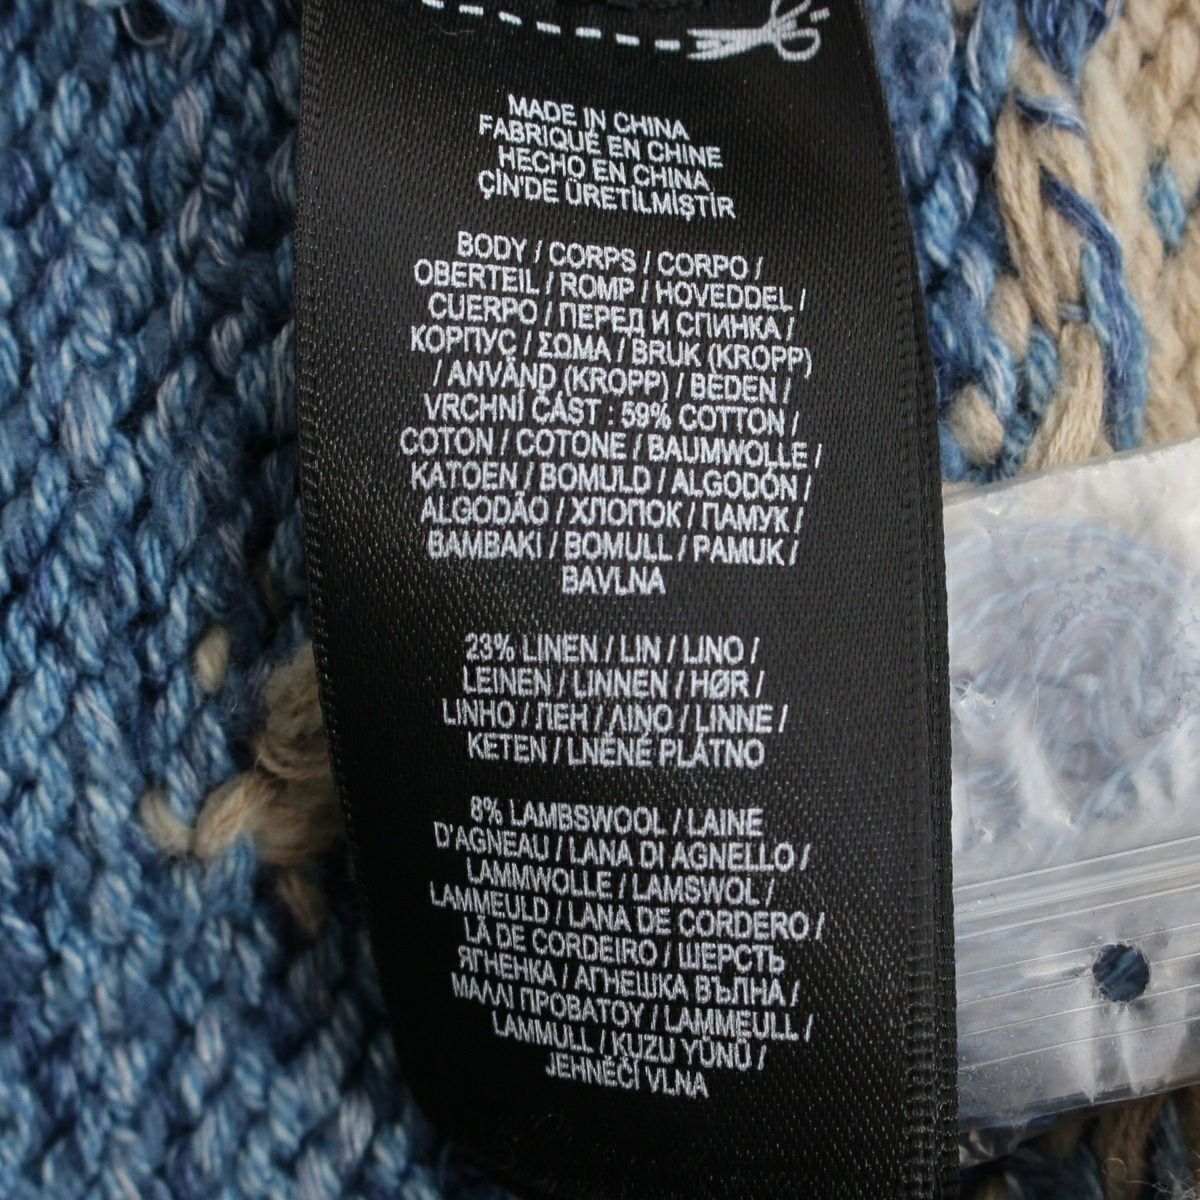 MADE IN CHINA
FABRIQUÉ EN CHINE
HECHO EN CHINA
ÇİN'DE ÜRETİLMİŞTİR
BODY / CORPS / CORPO /
OBERTEIL / ROMP / HOVEDDEL /
CUERPO / ПЕРЕД И СПИНКА /
КОРПУС / ΣΩΜΑ / BRUK (KROPP)
/ ANVÄND (KROPP) / BEDEN /
VRCHNÍ ČÁST : 59% COTTON /
COTON / COTONE / BAUMWOLLE /
KATOEN / BOMULD / ALGODÓN /
ALGODÃO / ХЛОПОК / ПАМУК /
ΒΑΜΒΑΚΙ / BOMULL / PAMUK /
BAVLNA
23% LINEN / LIN / LINO /
LEINEN / LINNEN / HØR /
LINHO / ЛЕН / ΛΙΝΟ / LINNE /
KETEN / LNĚNÉ PLÁTNO
8% LAMBSWOOL / LAINE
D'AGNEAU / LANA DI AGNELLO /
LAMMWOLLE / LAMSWOL /
LAMMEULD / LANA DE CORDERO /
LÃ DE CORDEIRO / ШЕРСТЬ
ЯГНЕНКА / АГНЕШКА ВЪЛНА /
ΜΑΛΛΙ ΠΡΟΒΑΤΟΥ / LAMMEULL /
LAMMULL / KUZU YÜNÜ /
JEHNĚČÍ VLNA